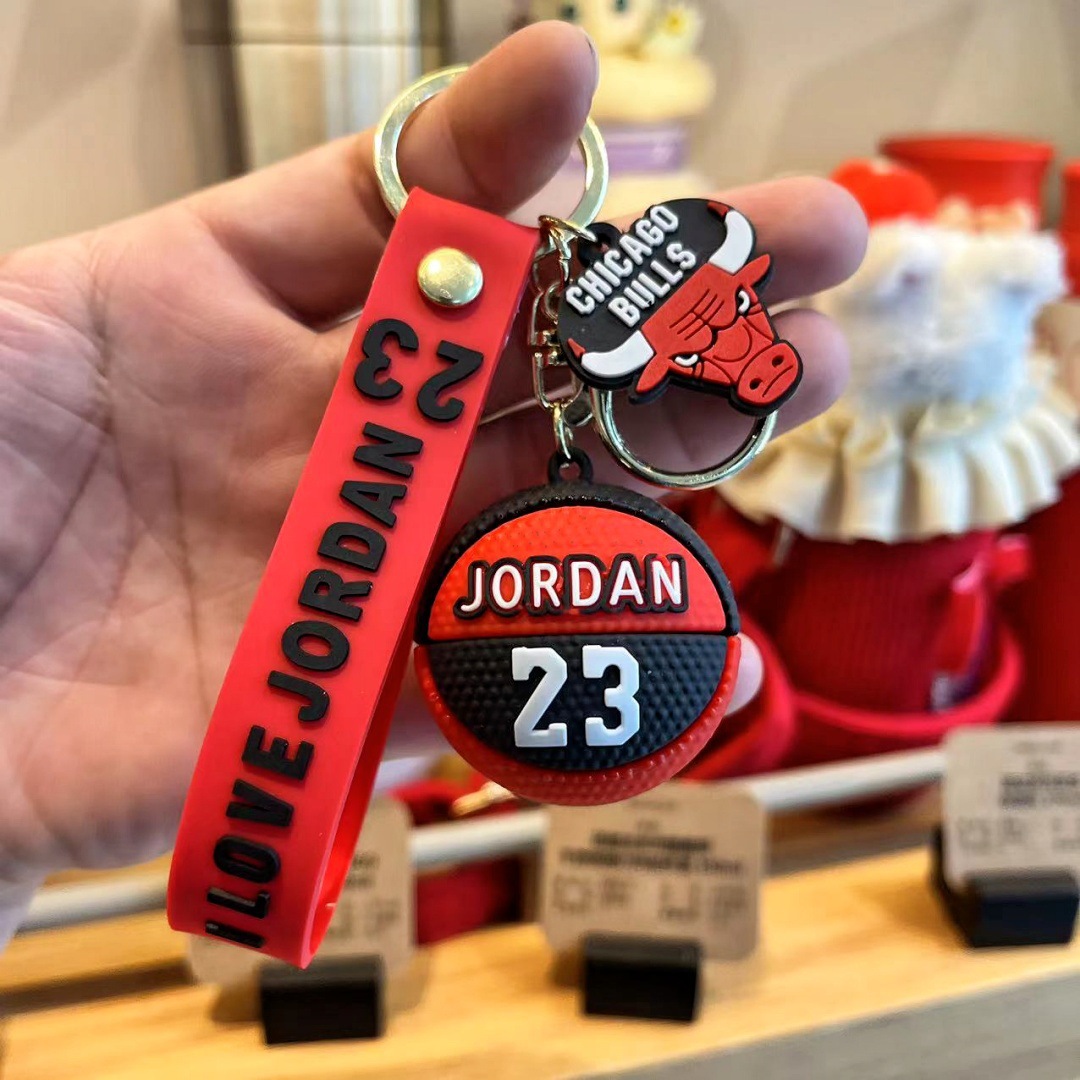 I LOVE JORDAN 23
CHICAGO
BULLS
JORDAN
23